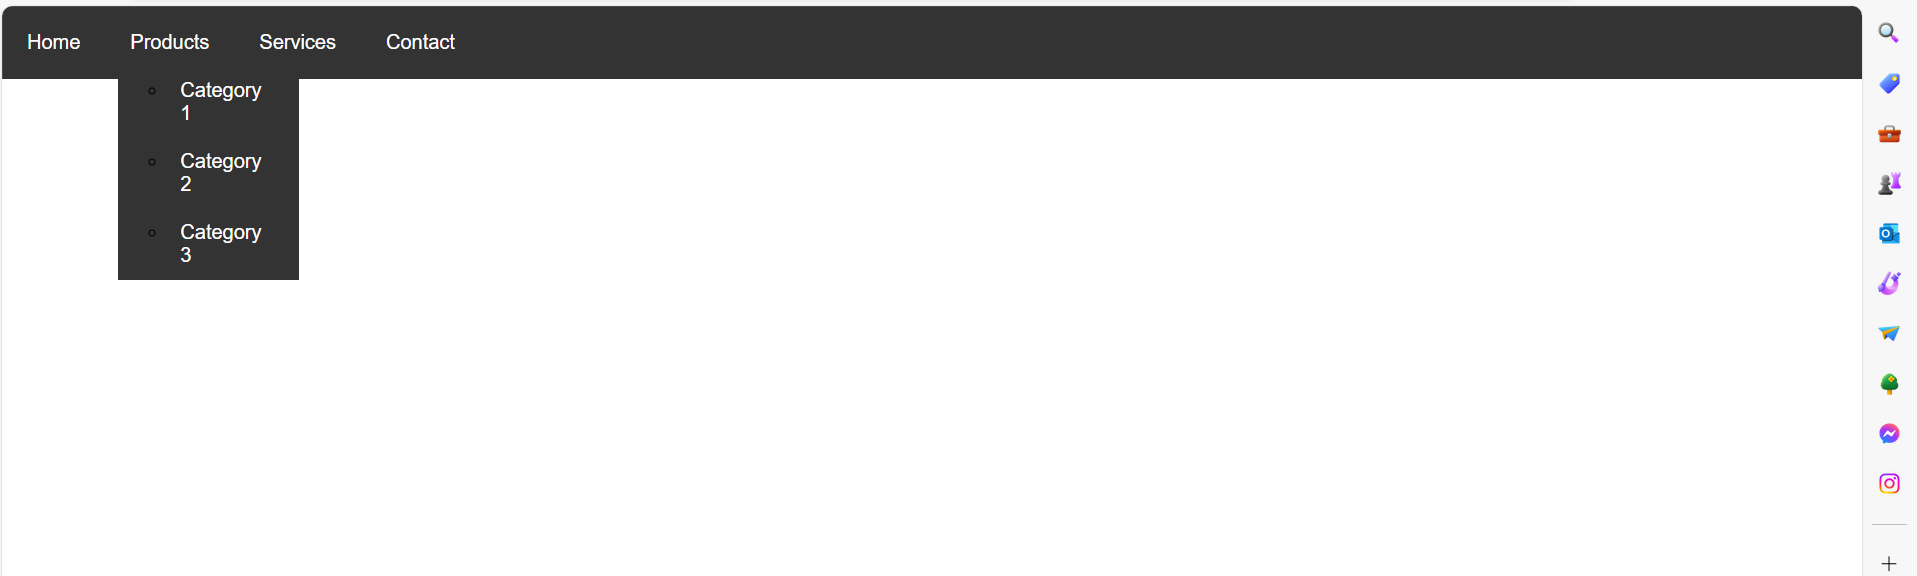 Home Products Services Contact
Category
1
Category
2
Category
3